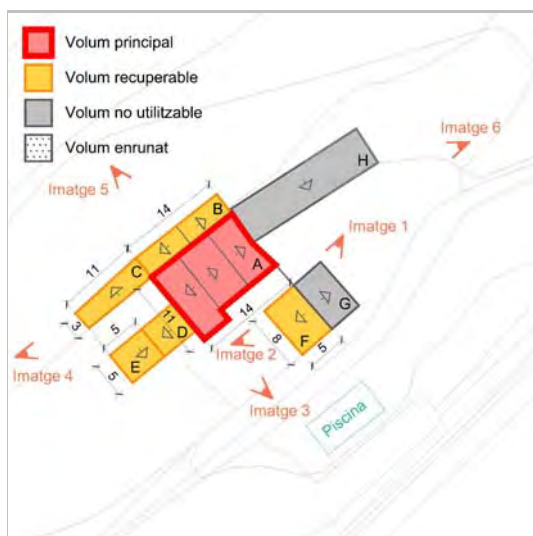 Volum principal
Volum recuperable
Volum no utilitzable
Volum enrunat
Imatge 6
H
Imatge 5
14
B
Imatge 1
11
C
A
G
3
5
11
D
14
F
8
5
E
5
Imatge 2
Imatge 4
Imatge 3
Piscina